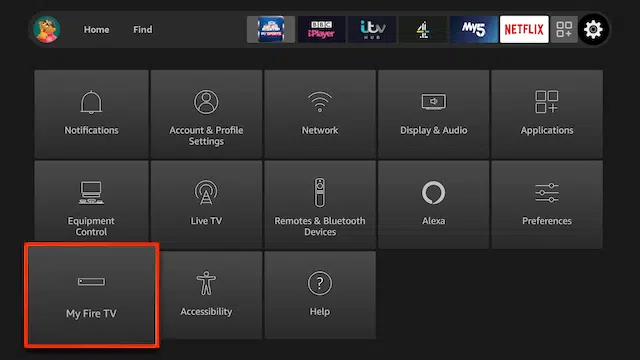 Home
Find
BBC
iPlayer
itv
HUB
4
MY5
NETFLIX
Notifications
Account & Profile
Settings
Network
Display & Audio
Applications
Equipment
Control
Live TV
Remotes & Bluetooth
Devices
Alexa
Preferences
My Fire TV
Accessibility
Help